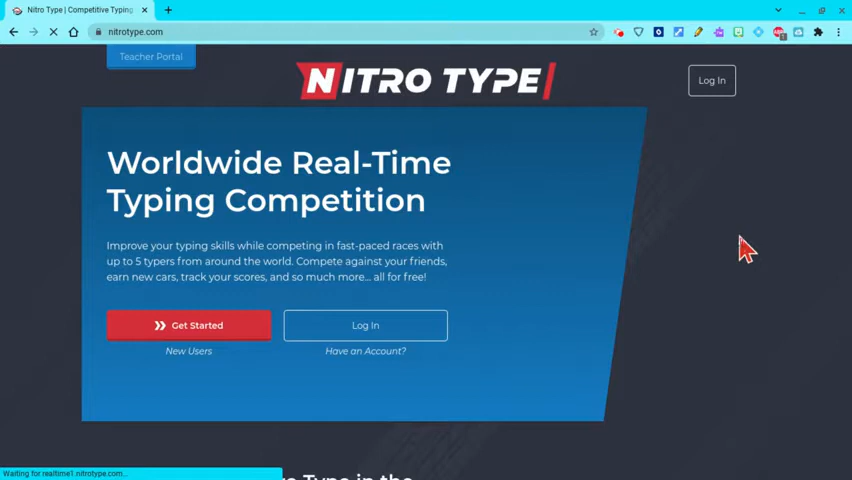 Nitro Type | Competitive Typing
nitrotype.com
Teacher Portal
NITRO TYPE
Log In
Worldwide Real-Time
Typing Competition
Improve your typing skills while competing in fast-paced races with
up to 5 typers from around the world. Compete against your friends,
earn new cars, track your scores, and so much more... all for free!
Get Started
Log In
New Users
Have an Account?
Waiting for realtime1.nitrotype.com...
Type in the